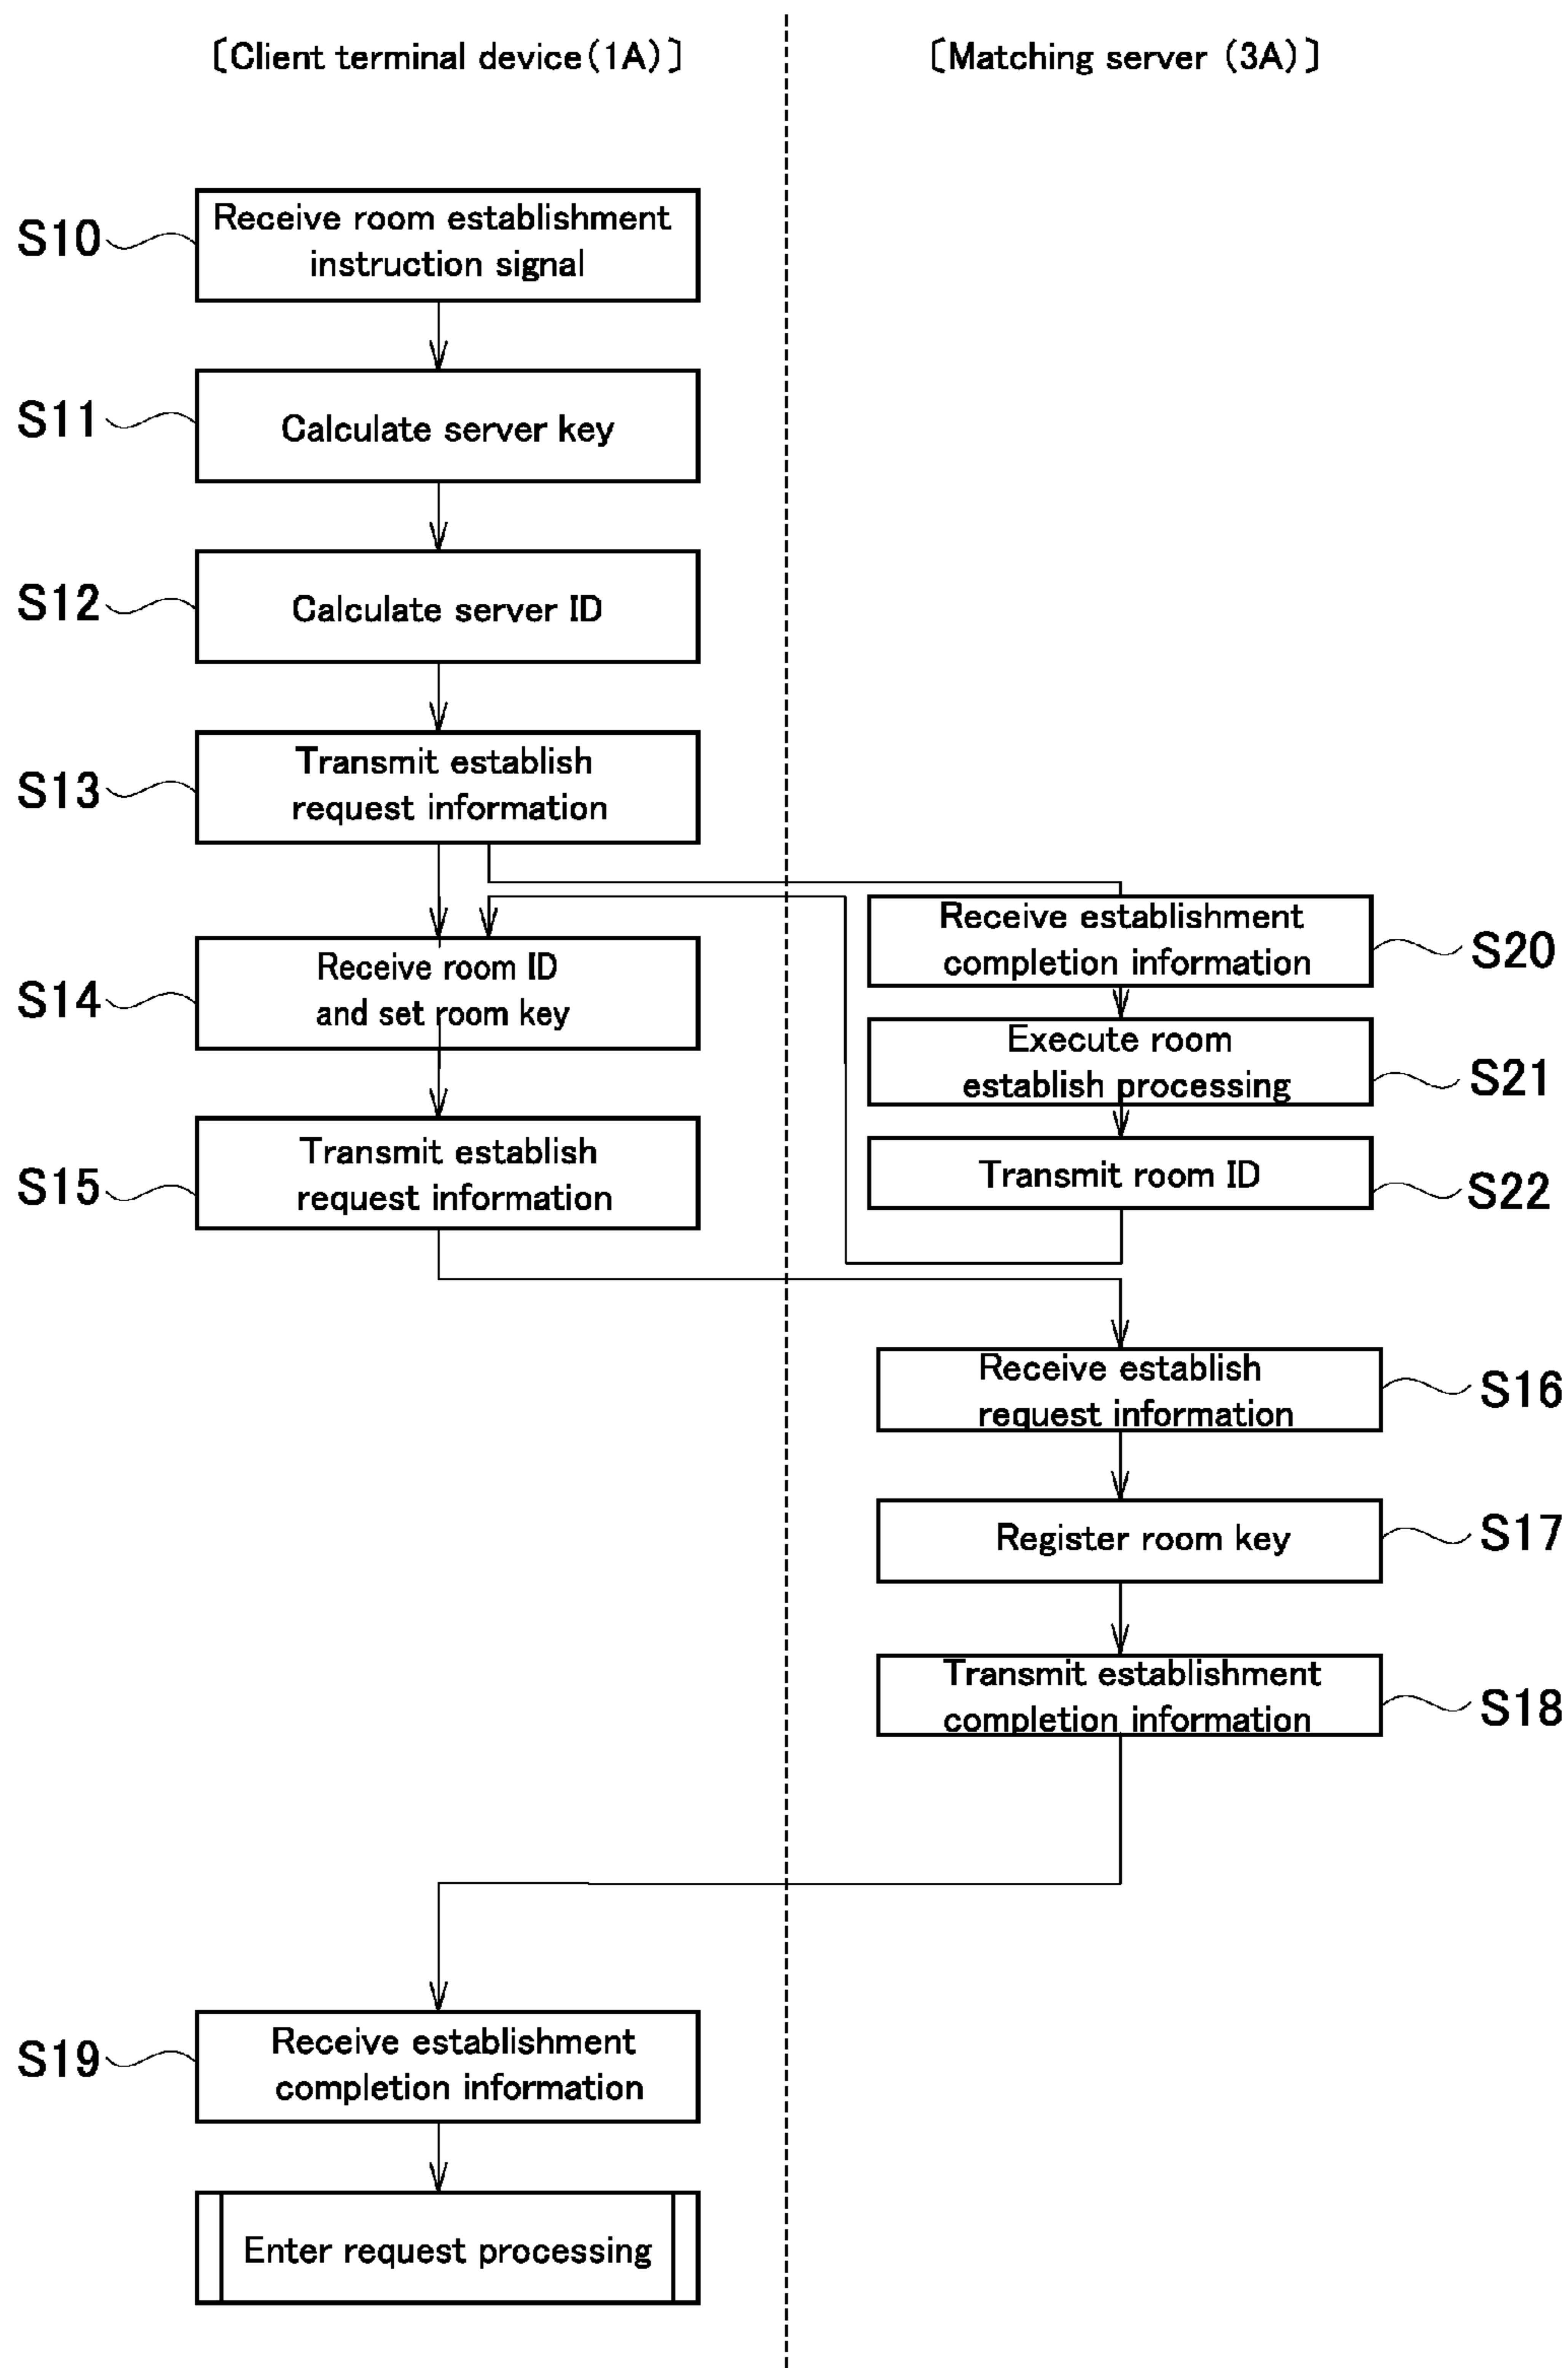 〔Client terminal device(1A)〕
〔Matching server (3A)〕
S10
Receive room establishment
instruction signal
S11
Calculate server key
S12
Calculate server ID
S13
Transmit establish
request information
Receive establishment
completion information
S20
S14
Receive room ID
and set room key
Execute room
establish processing
S21
S15
Transmit establish
request information
Transmit room ID
S22
Receive establish
request information
S16
Register room key
S17
Transmit establishment
completion information
S18
S19
Receive establishment
completion information
Enter request processing